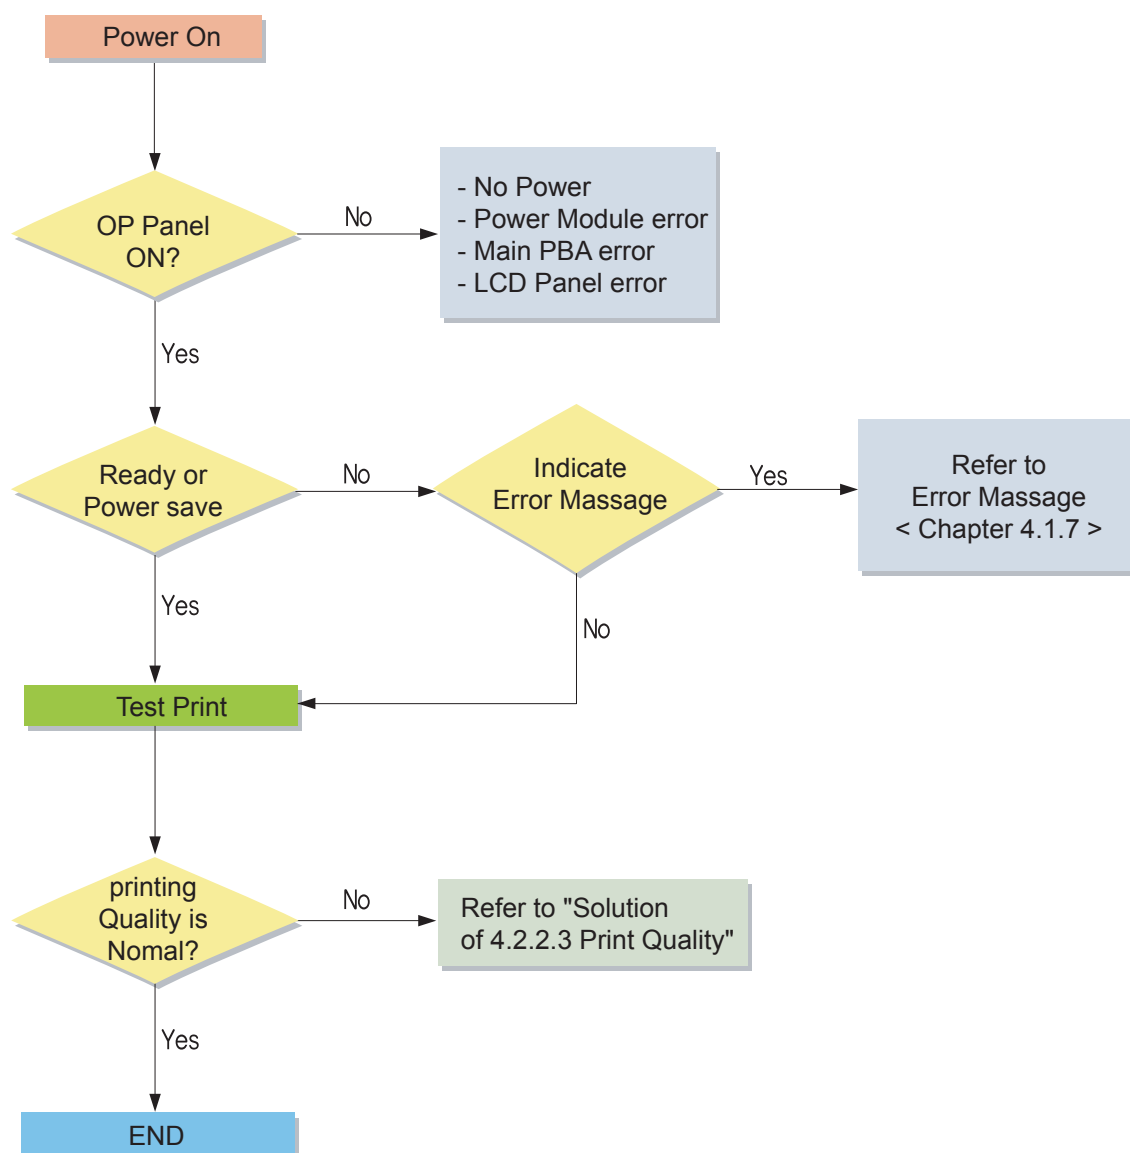 Power On
OP Panel
ON?
No
- No Power
- Power Module error
- Main PBA error
- LCD Panel error
Yes
Ready or
Power save
No
Indicate
Error Massage
Yes
Refer to
Error Massage
< Chapter 4.1.7 >
Yes
No
Test Print
printing
Quality is
Nomal?
No
Refer to "Solution
of 4.2.2.3 Print Quality"
Yes
END